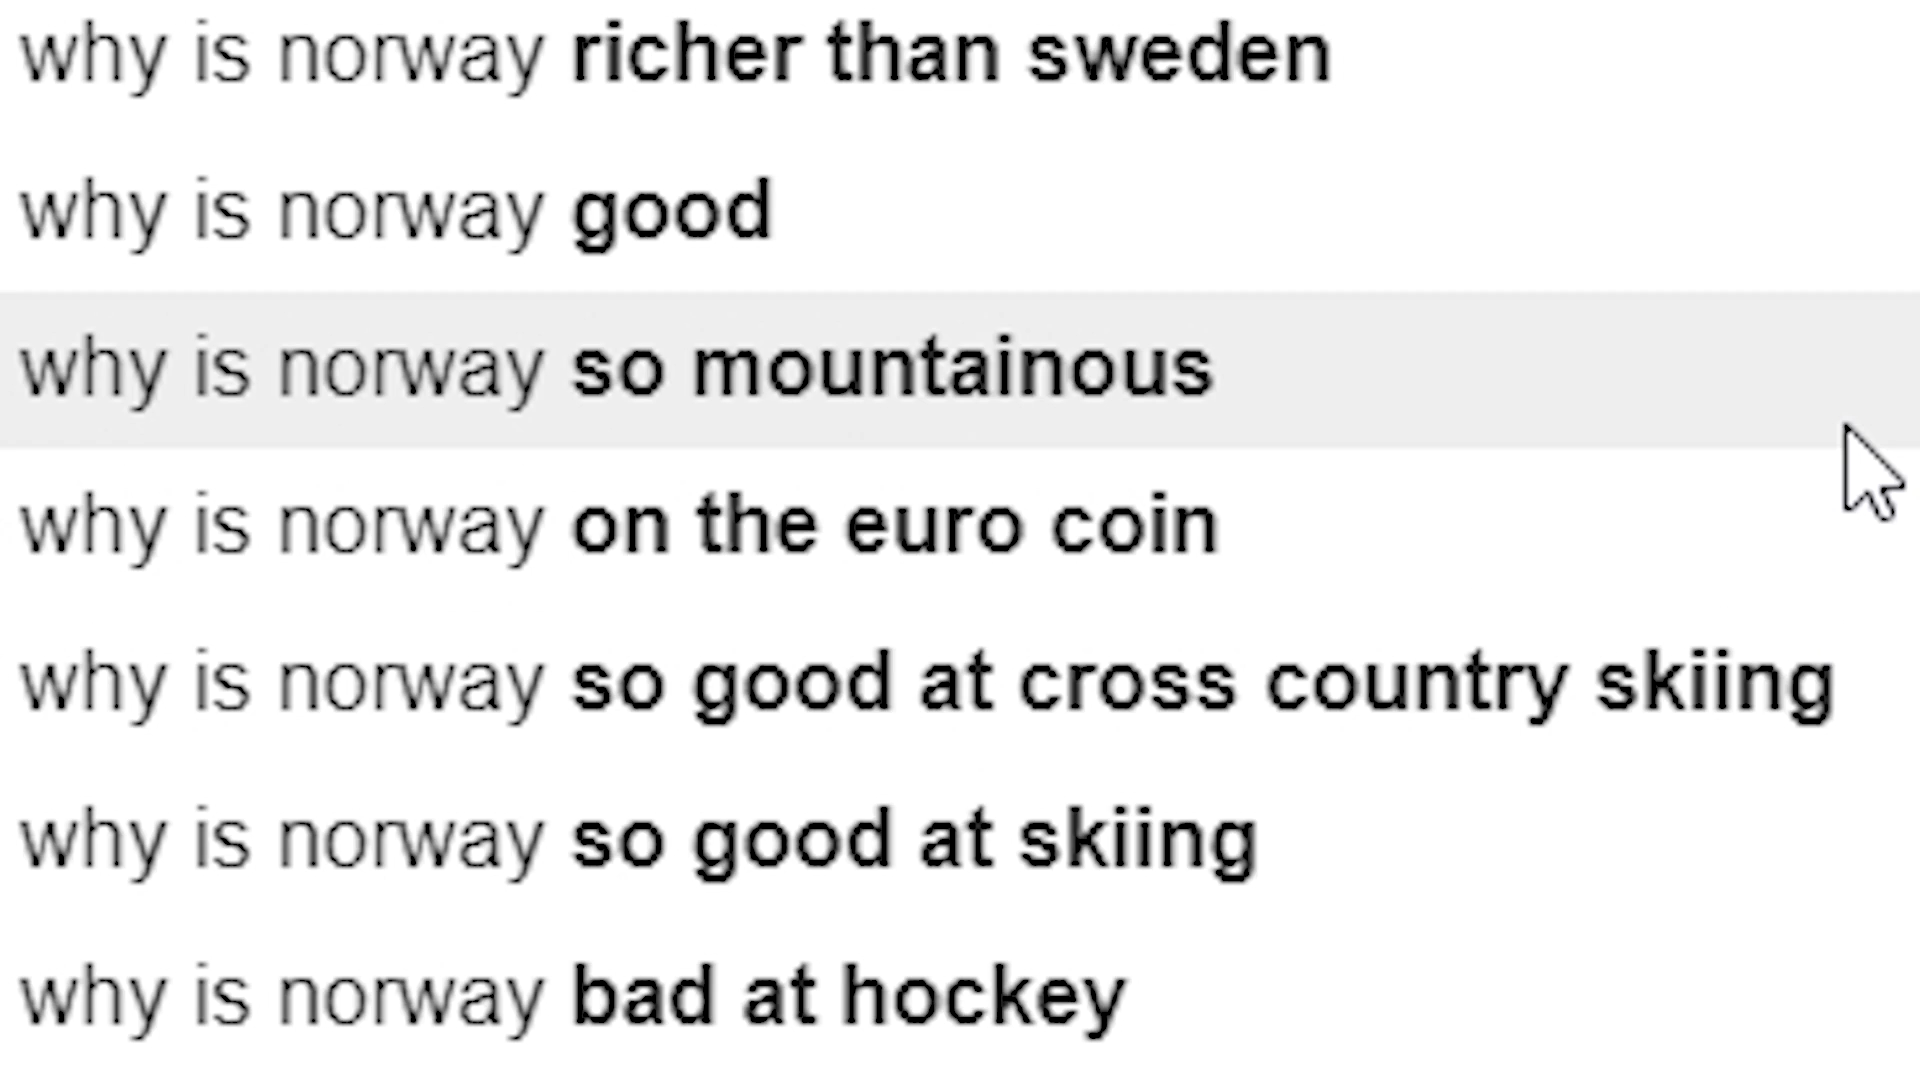 why is norway richer than sweden
why is norway good
why is norway so mountainous
why is norway on the euro coin
why is norway so good at cross country skiing
why is norway so good at skiing
why is norway bad at hockey